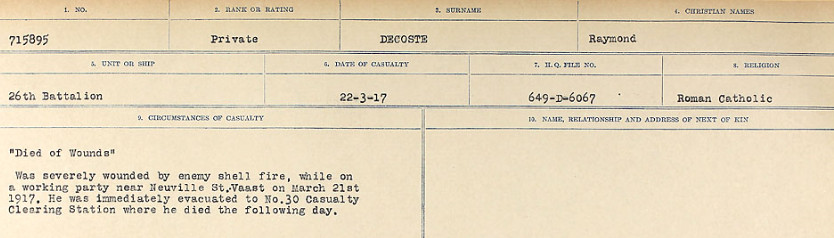 1. NO. 2. RANK OR RATING 3. SURNAME 4. CHRISTIAN NAMES
715895 Private DECOSTE Raymond
5. UNIT OR SHIP 6. DATE OF CASUALTY 7. H.Q. FILE NO. 8. RELIGION
26th Battalion 22-3-17 649-D-6067 Roman Catholic
9. CIRCUMSTANCES OF CASUALTY 10. NAME, RELATIONSHIP AND ADDRESS OF NEXT OF KIN
"Died of Wounds"
Was severely wounded by enemy shell fire, while on
a working party near Neuville St.Vaast on March 21st
1917. He was immediately evacuated to No.30 Casualty
Clearing Station where he died the following day.